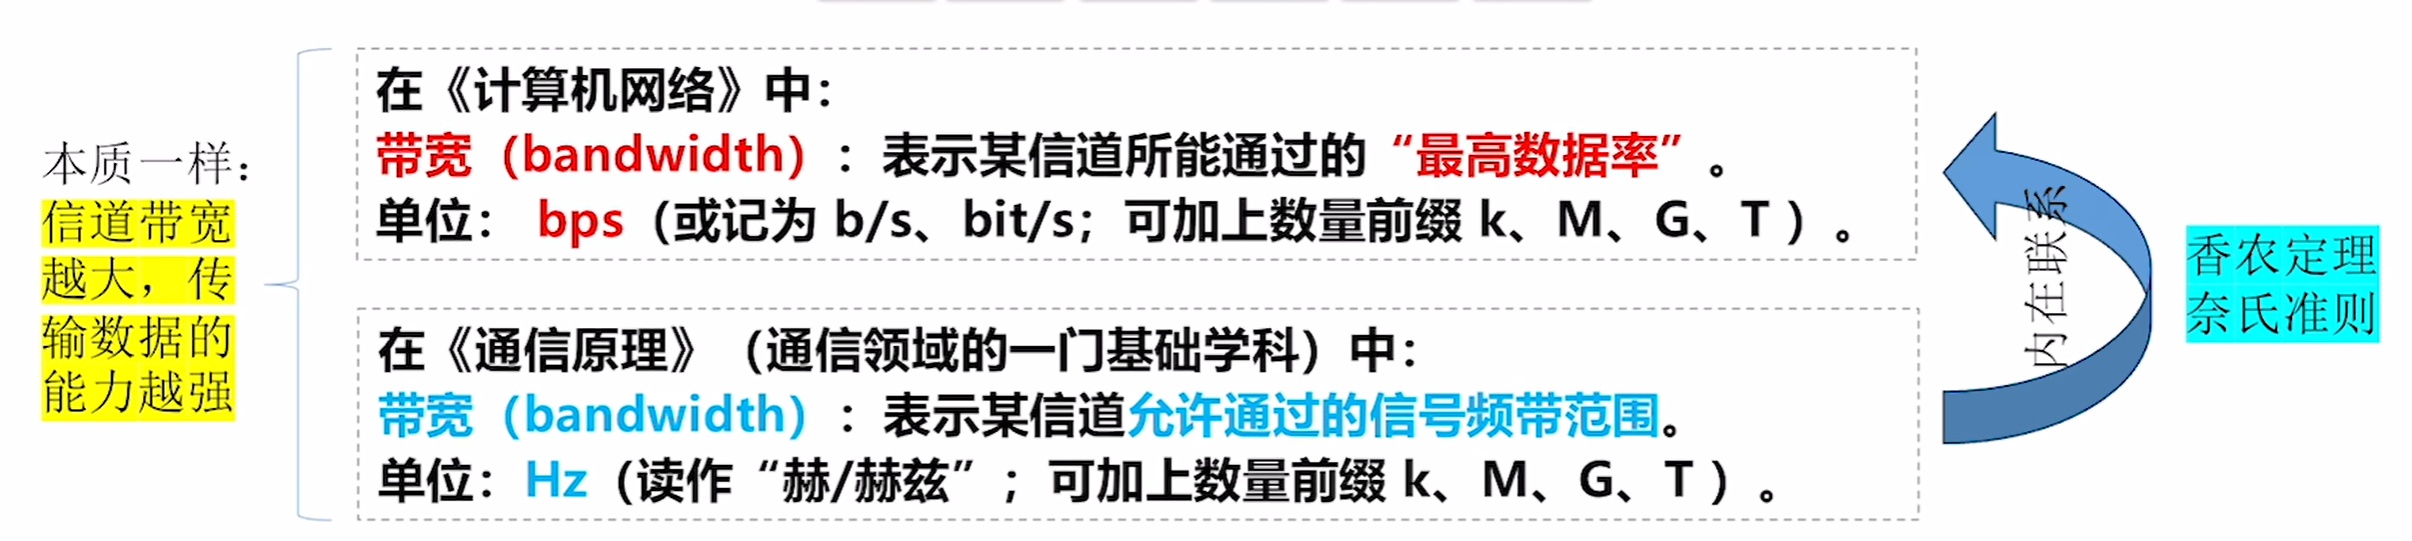 本质一样：
信道带宽
越大，传
输数据的
能力越强
在《计算机网络》中：
带宽（bandwidth）：表示某信道所能通过的“最高数据率”。
单位： bps（或记为 b/s、bit/s；可加上数量前缀 k、M、G、T ）。
在《通信原理》（通信领域的一门基础学科）中：
带宽（bandwidth）：表示某信道允许通过的信号频带范围。
单位：Hz（读作“赫/赫兹”；可加上数量前缀 k、M、G、T ）。
内在联系
香农定理
奈氏准则